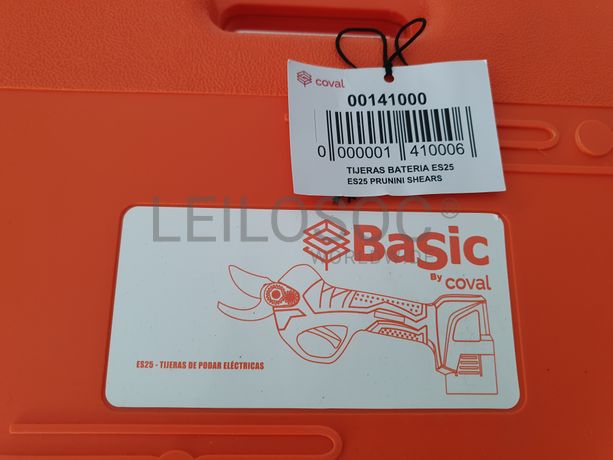 coval
00141000
0 000001 410006
TIJERAS BATERIA ES25
ES25 PRUNINI SHEARS
LEILOSOC®
WORLDWIDE
BaSic
By coval
ES25 - TIJERAS DE PODAR ELÉCTRICAS